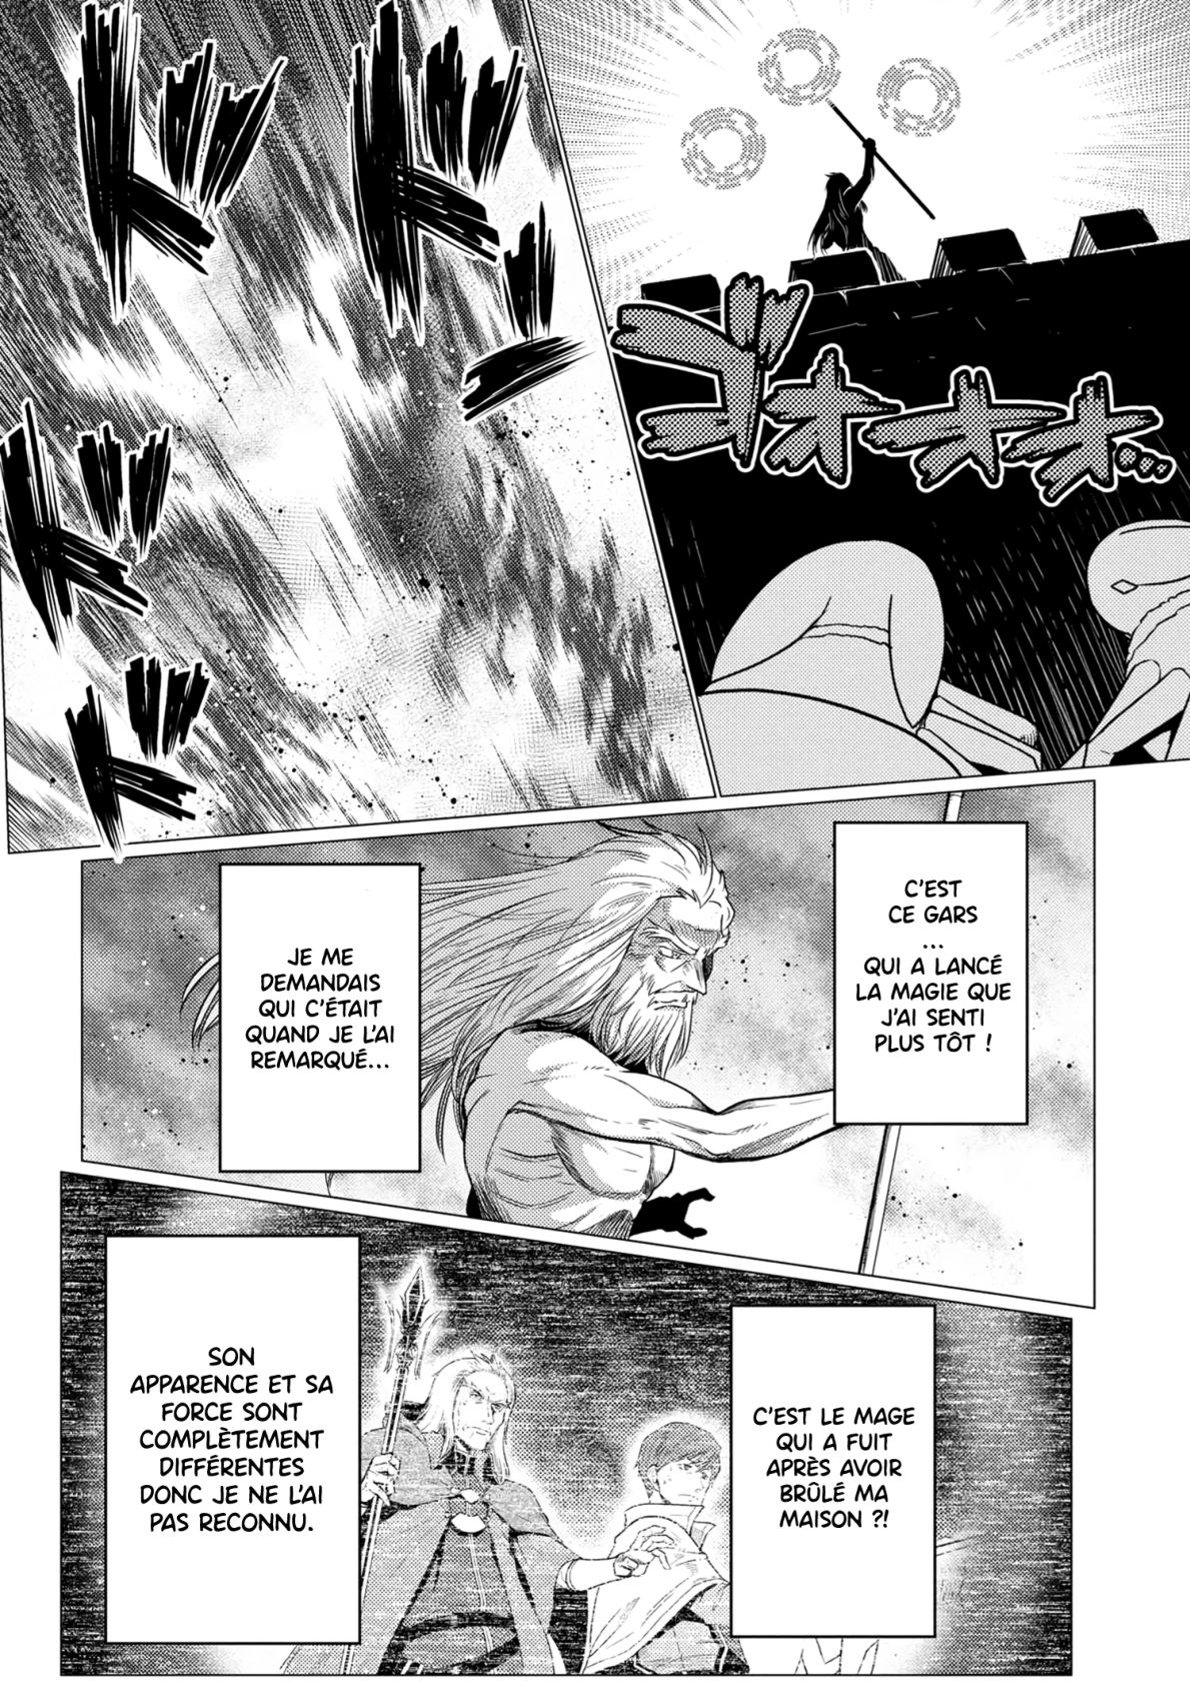 ゴオオオ…
ドドドド
C'EST
CE GARS
...
QUI A LANCÉ
LA MAGIE QUE
J'AI SENTI
PLUS TÔT !
JE ME
DEMANDAIS
QUI C'ÉTAIT
QUAND JE L'AI
REMARQUÉ...
C'EST LE MAGE
QUI A FUIT
APRÈS AVOIR
BRÛLÉ MA
MAISON ?!
SON
APPARENCE ET SA
FORCE SONT
COMPLÈTEMENT
DIFFÉRENTES
DONC JE NE L'AI
PAS RECONNU.